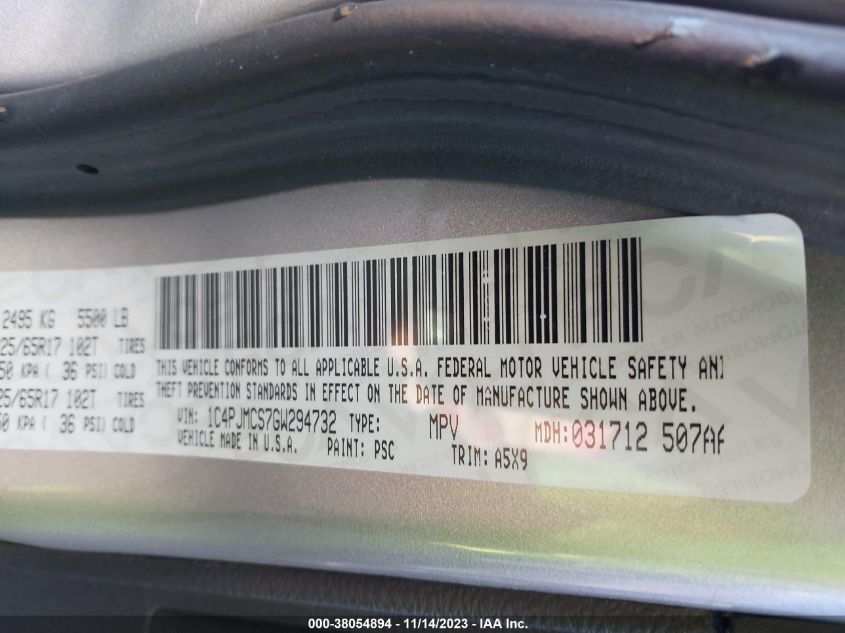 2495 KG 5500 LB
25/65R17 102T TIRES
50 KPA ( 36 PSI) COLD
25/65R17 102T TIRES
50 KPA ( 36 PSI) COLD
THIS VEHICLE CONFORMS TO ALL APPLICABLE U.S.A. FEDERAL MOTOR VEHICLE SAFETY AND
THEFT PREVENTION STANDARDS IN EFFECT ON THE DATE OF MANUFACTURE SHOWN ABOVE.
VIN: 1C4PJMCS7GW294732 TYPE: MPV MDH:031712 507AA
VEHICLE MADE IN U.S.A. PAINT: PSC TRIM: A5X9
000-38054894 - 11/14/2023 - IAA Inc.